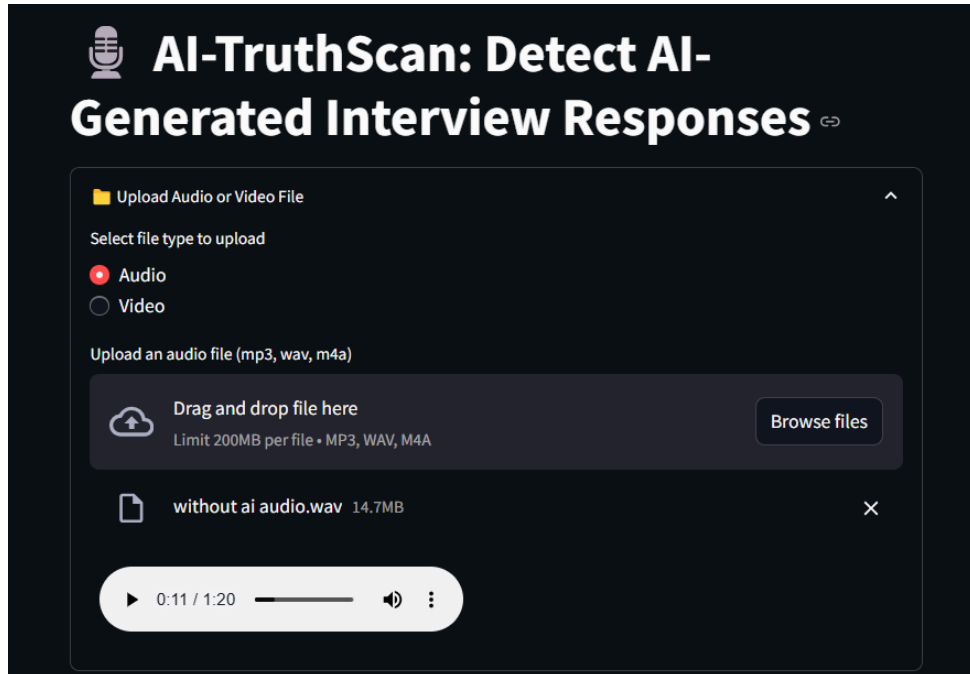 AI-TruthScan: Detect AI-
Generated Interview Responses
Upload Audio or Video File
Select file type to upload
Audio
Video
Upload an audio file (mp3, wav, m4a)
Drag and drop file here
Limit 200MB per file • MP3, WAV, M4A
Browse files
without ai audio.wav 14.7MB
0:11 / 1:20